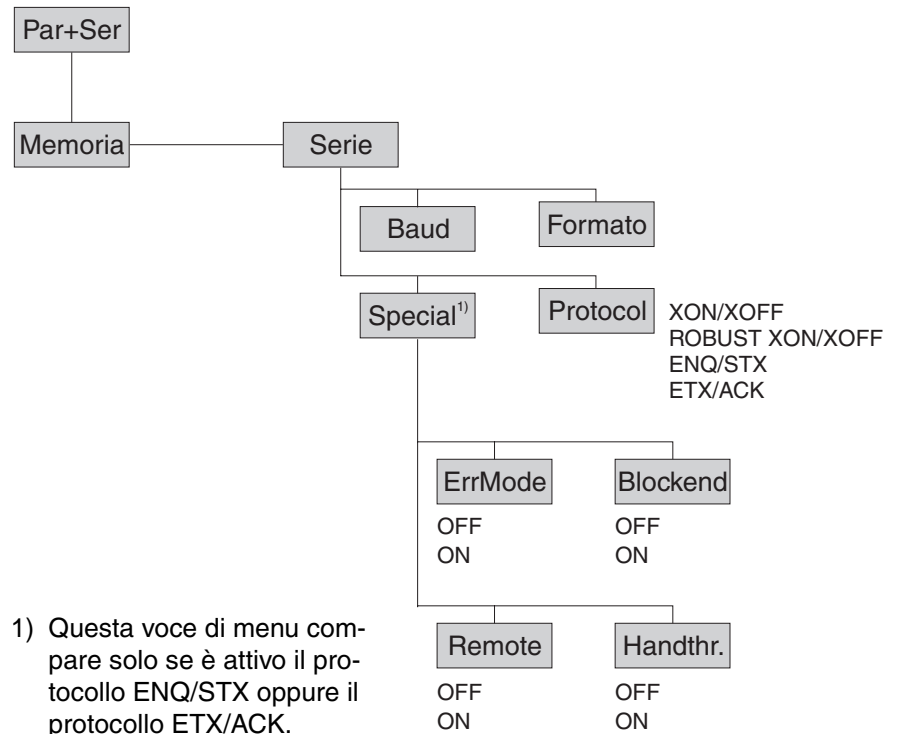 Par+Ser
Memoria
Serie
Baud
Formato
Special1)
Protocol
XON/XOFF
ROBUST XON/XOFF
ENQ/STX
ETX/ACK
ErrMode
OFF
ON
Blockend
OFF
ON
Remote
OFF
ON
Handthr.
OFF
ON
1) Questa voce di menu com-
pare solo se è attivo il pro-
tocollo ENQ/STX oppure il
protocollo ETX/ACK.